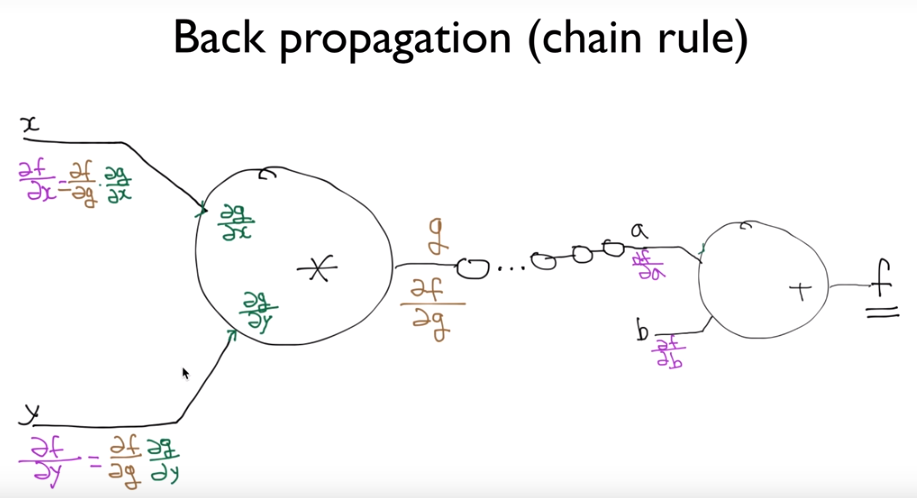 Back propagation (chain rule)
x
∂f/∂x = ∂f/∂g · ∂g/∂x
∂g/∂x
*
∂g/∂y
g
∂f/∂g
...
a
∂f/∂a
b
∂f/∂b
+
f
y
∂f/∂y = ∂f/∂g ∂g/∂y